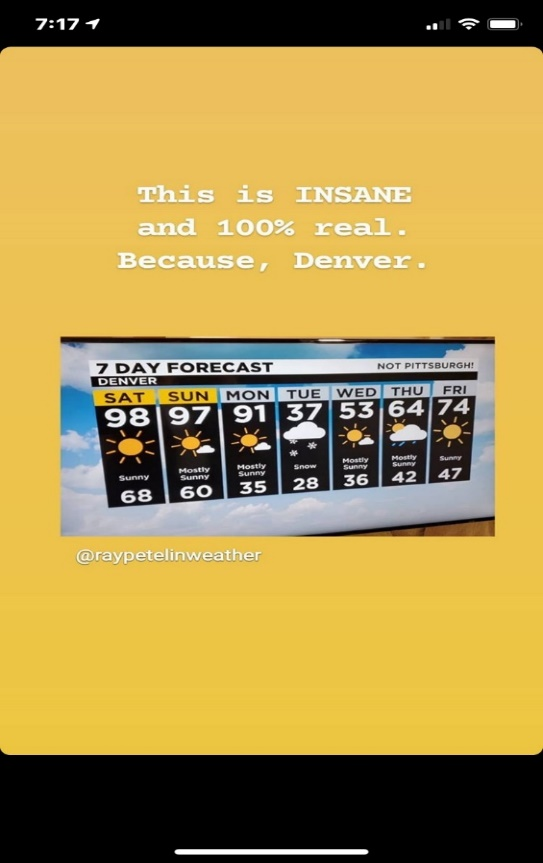 7:17
This is INSANE
and 100% real.
Because, Denver.
7 DAY FORECAST NOT PITTSBURGH!
DENVER
SAT SUN MON TUE WED THU FRI
98 97 91 37 53 64 74
Sunny Mostly Sunny Mostly Sunny Snow Mostly Sunny Mostly Sunny Sunny
68 60 35 28 36 42 47
@raypetelinweather